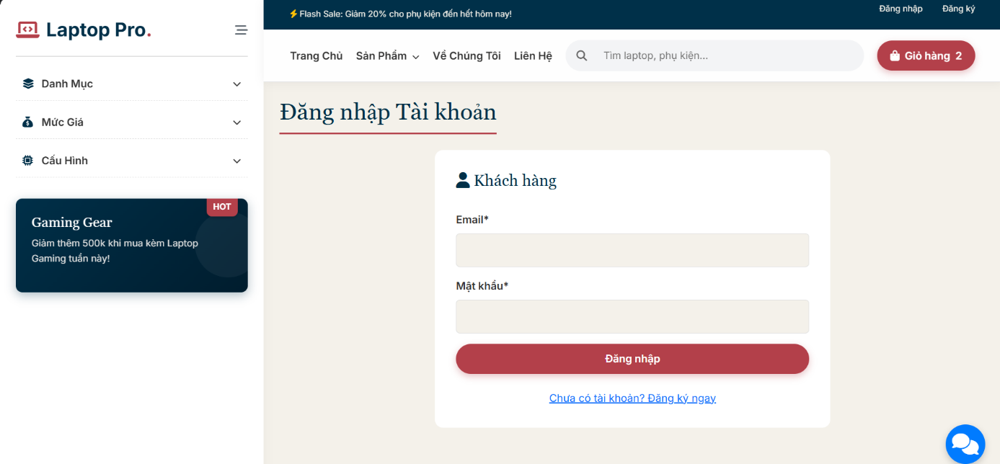 Laptop Pro.
Danh Mục
Mức Giá
Cấu Hình
HOT
Gaming Gear
Giảm thêm 500k khi mua kèm Laptop
Gaming tuần này!
⚡Flash Sale: Giảm 20% cho phụ kiện đến hết hôm nay!
Đăng nhập
Đăng ký
Trang Chủ
Sản Phẩm
Về Chúng Tôi
Liên Hệ
Tìm laptop, phụ kiện...
Giỏ hàng 2
Đăng nhập Tài khoản
Khách hàng
Email*
Mật khẩu*
Đăng nhập
Chưa có tài khoản? Đăng ký ngay